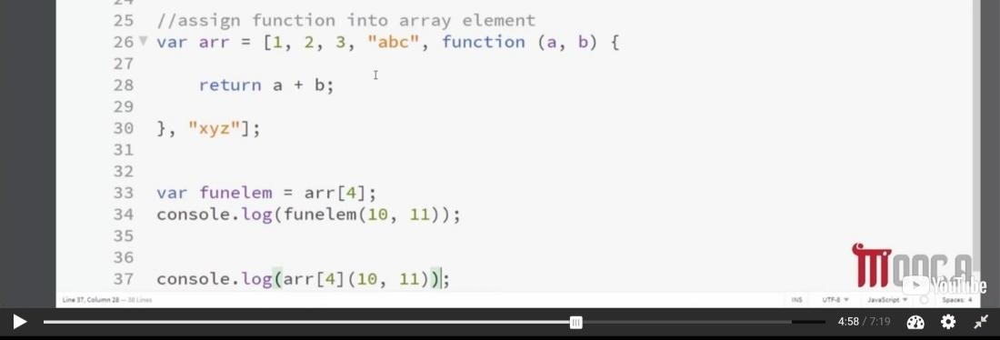 24
25 //assign function into array element
26 var arr = [1, 2, 3, "abc", function (a, b) {
27
28     return a + b;
29
30 }, "xyz"];
31
32
33 var funelem = arr[4];
34 console.log(funelem(10, 11));
35
36
37 console.log(arr[4](10, 11));
YouTube
Line 37, Column 28 — 38 Lines INS UTF-8 JavaScript Spaces: 4
4:58 / 7:19